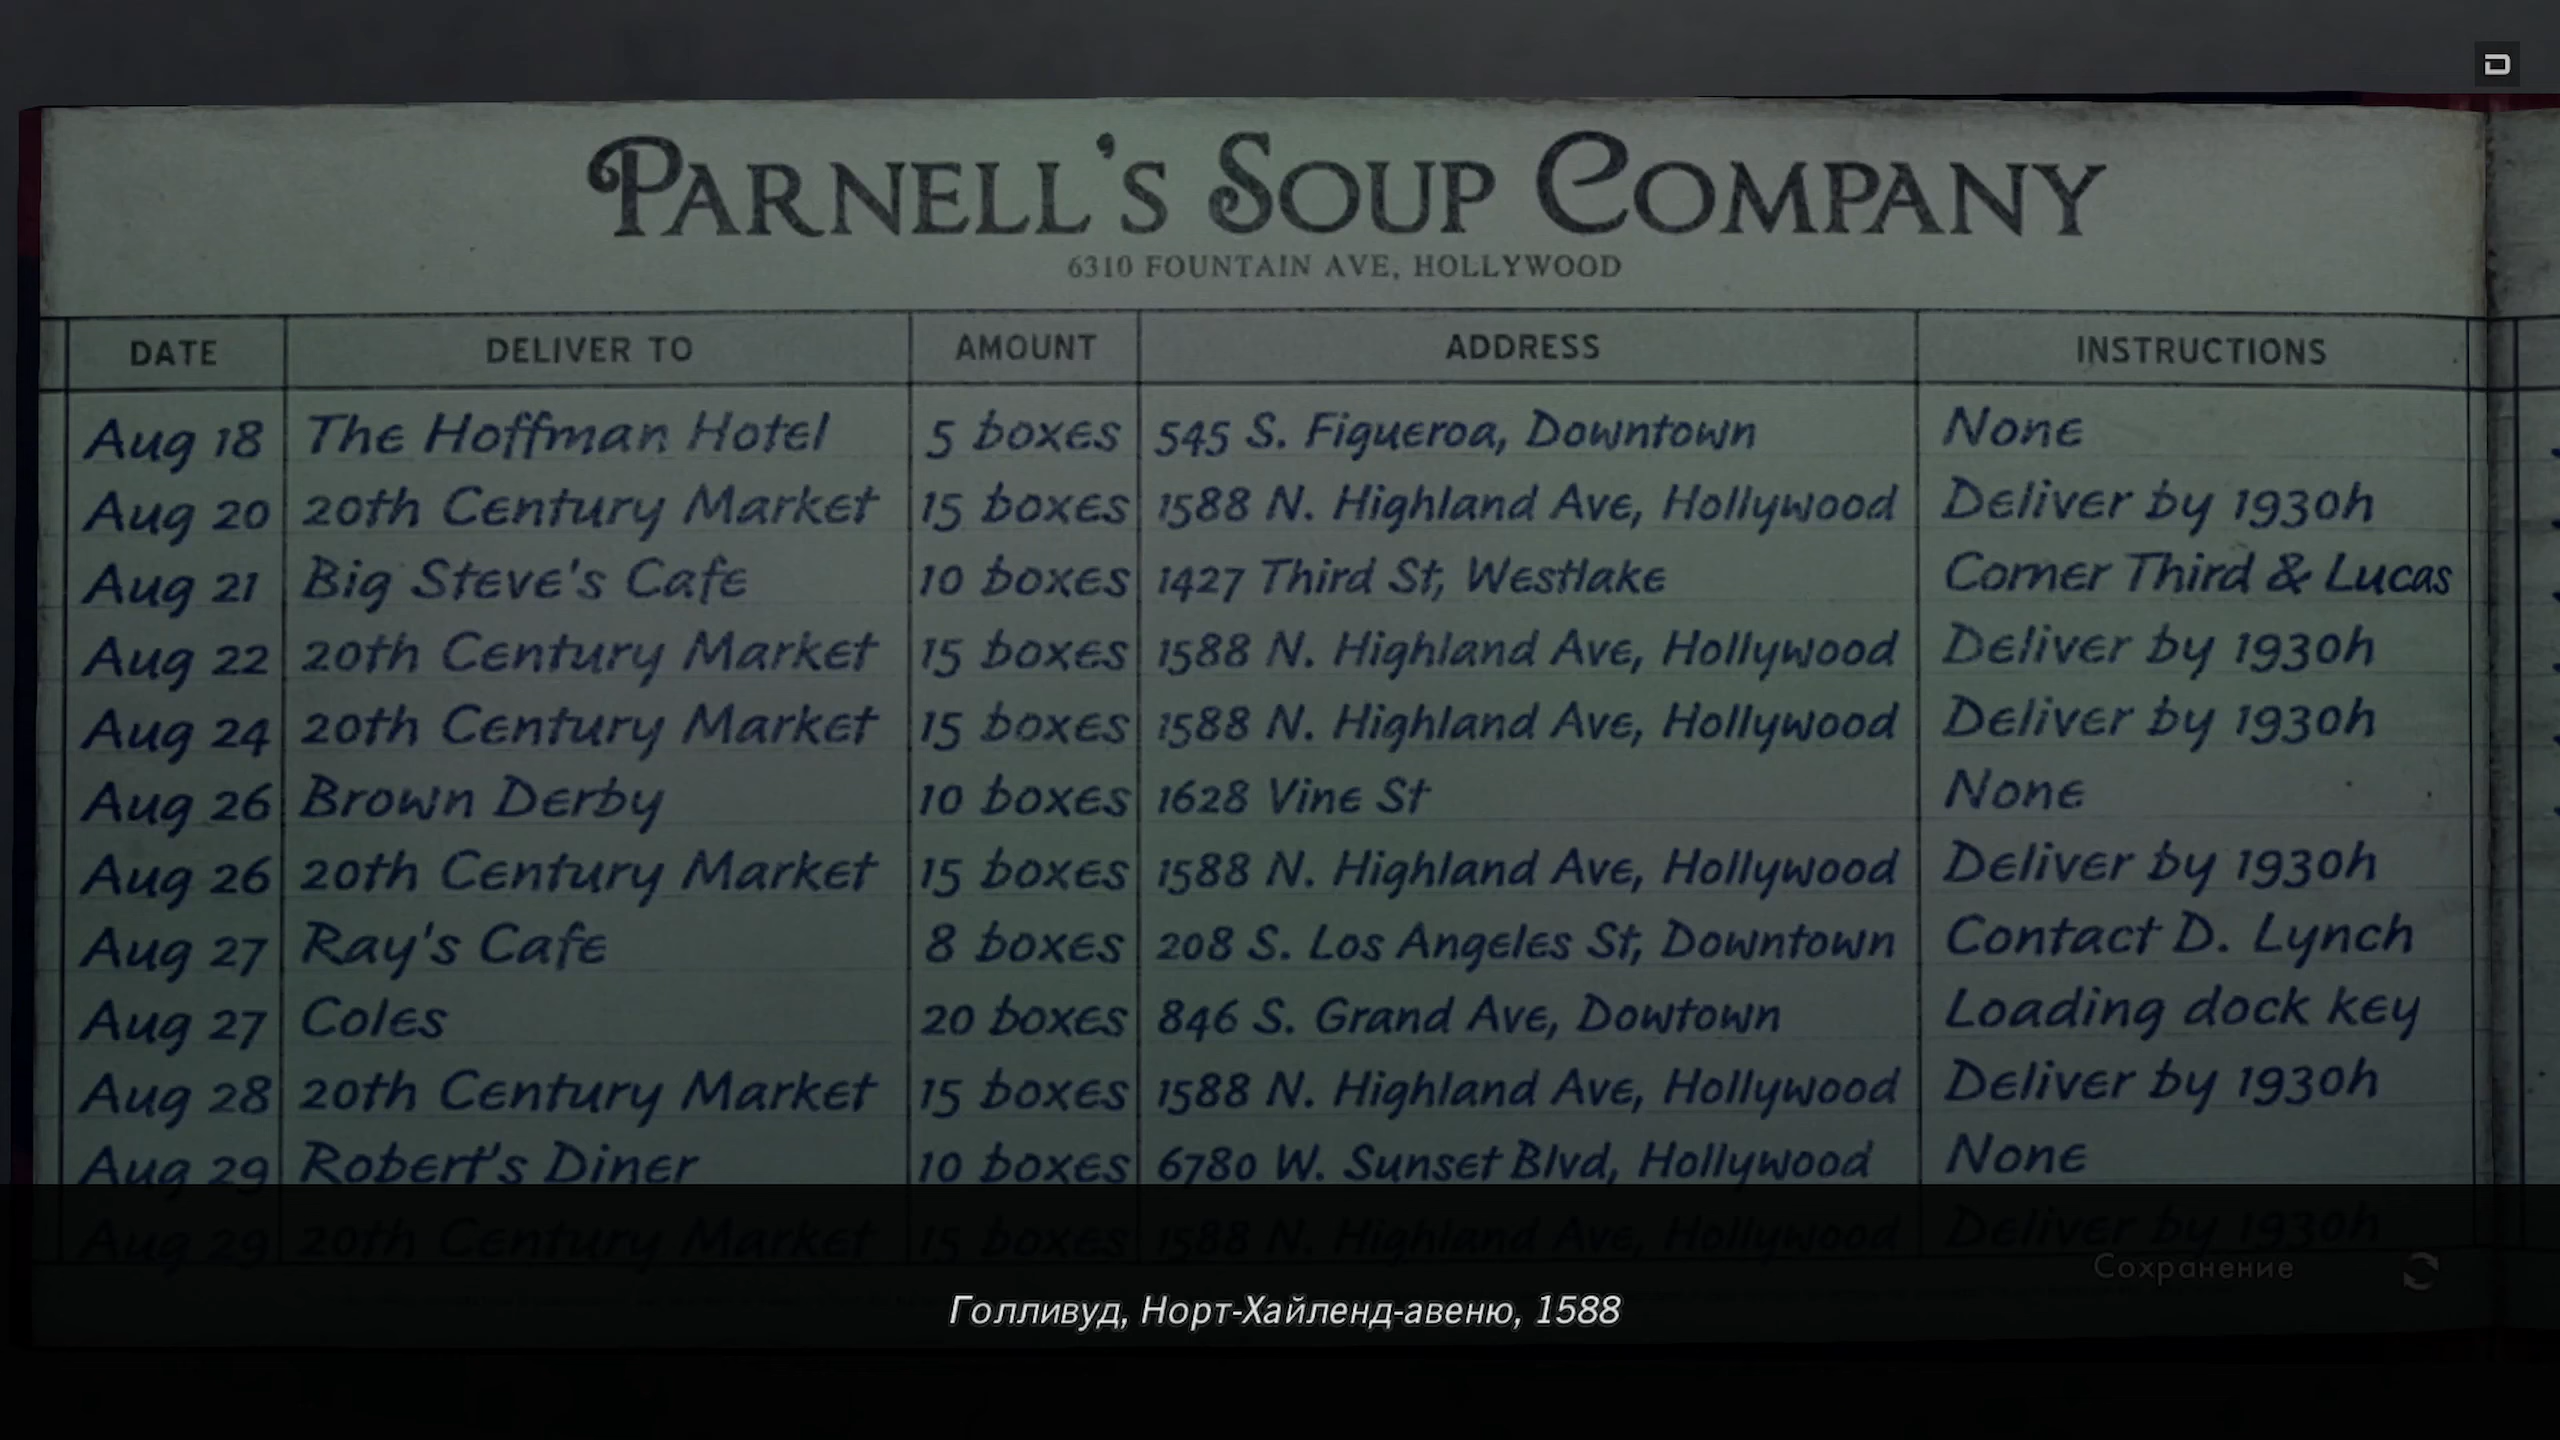 PARNELL'S SOUP COMPANY
6310 FOUNTAIN AVE, HOLLYWOOD
DATE DELIVER TO AMOUNT ADDRESS INSTRUCTIONS
Aug 18 The Hoffman Hotel 5 boxes 545 S. Figueroa, Downtown None
Aug 20 20th Century Market 15 boxes 1588 N. Highland Ave, Hollywood Deliver by 1930h
Aug 21 Big Steve's Cafe 10 boxes 1427 Third St, Westlake Corner Third & Lucas
Aug 22 20th Century Market 15 boxes 1588 N. Highland Ave, Hollywood Deliver by 1930h
Aug 24 20th Century Market 15 boxes 1588 N. Highland Ave, Hollywood Deliver by 1930h
Aug 26 Brown Derby 10 boxes 1628 Vine St None
Aug 26 20th Century Market 15 boxes 1588 N. Highland Ave, Hollywood Deliver by 1930h
Aug 27 Ray's Cafe 8 boxes 208 S. Los Angeles St, Downtown Contact D. Lynch
Aug 27 Coles 20 boxes 846 S. Grand Ave, Dowtown Loading dock key
Aug 28 20th Century Market 15 boxes 1588 N. Highland Ave, Hollywood Deliver by 1930h
Aug 29 Robert's Diner 10 boxes 6780 W. Sunset Blvd, Hollywood None
Aug 29 20th Century Market 15 boxes 1588 N. Highland Ave, Hollywood Deliver by 1930h
Сохранение
Голливуд, Норт-Хайленд-авеню, 1588